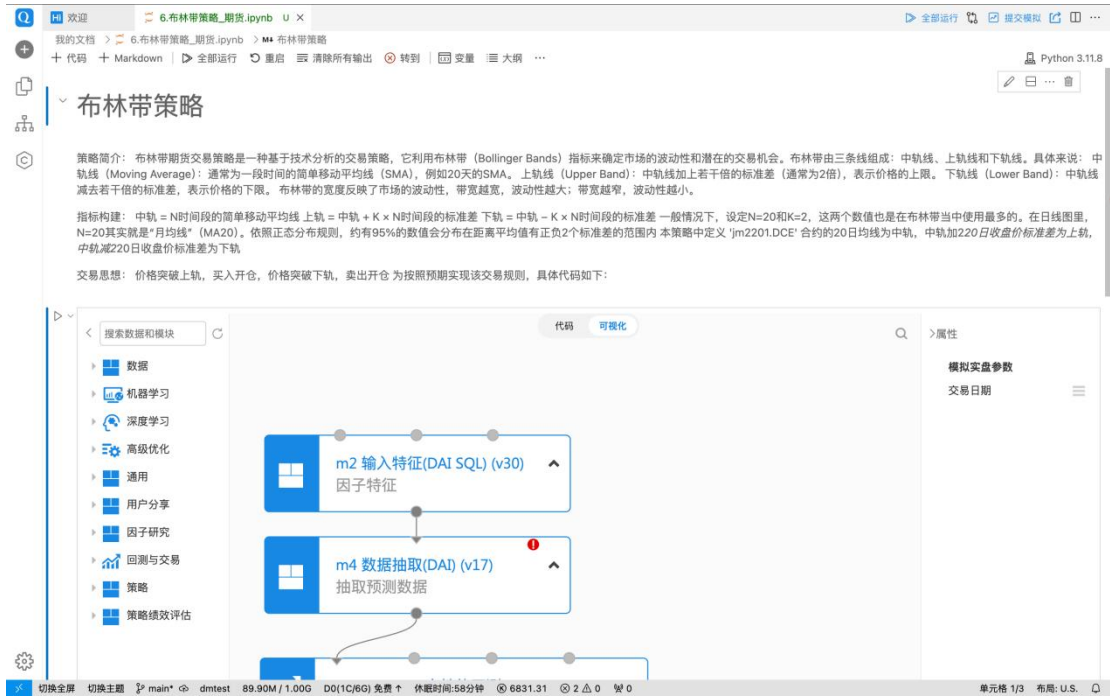 欢迎
6.布林带策略_期货.ipynb U ×
全部运行 提交模拟 ···
我的文档 > 6.布林带策略_期货.ipynb > M↓ 布林带策略
+ 代码 + Markdown 全部运行 重启 清除所有输出 转到 变量 大纲 ···
Python 3.11.8
布林带策略
策略简介： 布林带期货交易策略是一种基于技术分析的交易策略，它利用布林带（Bollinger Bands）指标来确定市场的波动性和潜在的交易机会。布林带由三条线组成：中轨线、上轨线和下轨线。具体来说： 中
轨线（Moving Average）：通常为一段时间的简单移动平均线（SMA），例如20天的SMA。 上轨线（Upper Band）：中轨线加上若干倍的标准差（通常为2倍），表示价格的上限。 下轨线（Lower Band）：中轨线
减去若干倍的标准差，表示价格的下限。 布林带的宽度反映了市场的波动性，带宽越宽，波动性越大；带宽越窄，波动性越小。
指标构建： 中轨 = N时间段的简单移动平均线 上轨 = 中轨 + K × N时间段的标准差 下轨 = 中轨 − K × N时间段的标准差 一般情况下，设定N=20和K=2，这两个数值也是在布林带当中使用最多的。在日线图里，
N=20其实就是“月均线”（MA20）。依照正态分布规则，约有95%的数值会分布在距离平均值有正负2个标准差的范围内 本策略中定义 'jm2201.DCE' 合约的20日均线为中轨，中轨加220日收盘价标准差为上轨，
中轨减220日收盘价标准差为下轨
交易思想： 价格突破上轨，买入开仓，价格突破下轨，卖出开仓 为按照预期实现该交易规则，具体代码如下：
搜索数据和模块
代码 可视化
>属性
数据
机器学习
深度学习
高级优化
通用
用户分享
因子研究
回测与交易
策略
策略绩效评估
m2 输入特征(DAI SQL) (v30)
因子特征
m4 数据抽取(DAI) (v17)
抽取预测数据
模拟实盘参数
交易日期
切换全屏 切换主题 main* dmtest 89.90M / 1.00G D0(1C/6G) 免费 ↑ 休眠时间:58分钟 6831.31 2 0 0
单元格 1/3 布局: U.S.